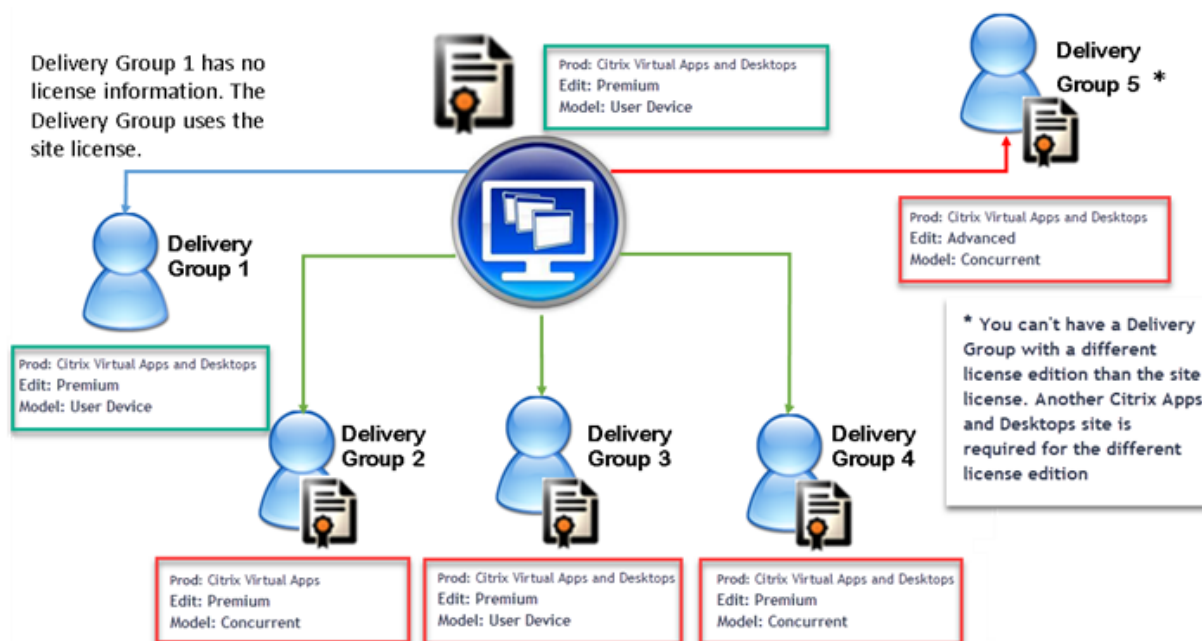 Delivery Group 1 has no
license information. The
Delivery Group uses the
site license.
Prod: Citrix Virtual Apps and Desktops
Edit: Premium
Model: User Device
Delivery
Group 5 *
Prod: Citrix Virtual Apps and Desktops
Edit: Advanced
Model: Concurrent
* You can't have a Delivery
Group with a different
license edition than the site
license. Another Citrix Apps
and Desktops site is
required for the different
license edition
Delivery
Group 1
Prod: Citrix Virtual Apps and Desktops
Edit: Premium
Model: User Device
Delivery
Group 2
Prod: Citrix Virtual Apps
Edit: Premium
Model: Concurrent
Delivery
Group 3
Prod: Citrix Virtual Apps and Desktops
Edit: Premium
Model: User Device
Delivery
Group 4
Prod: Citrix Virtual Apps and Desktops
Edit: Premium
Model: Concurrent